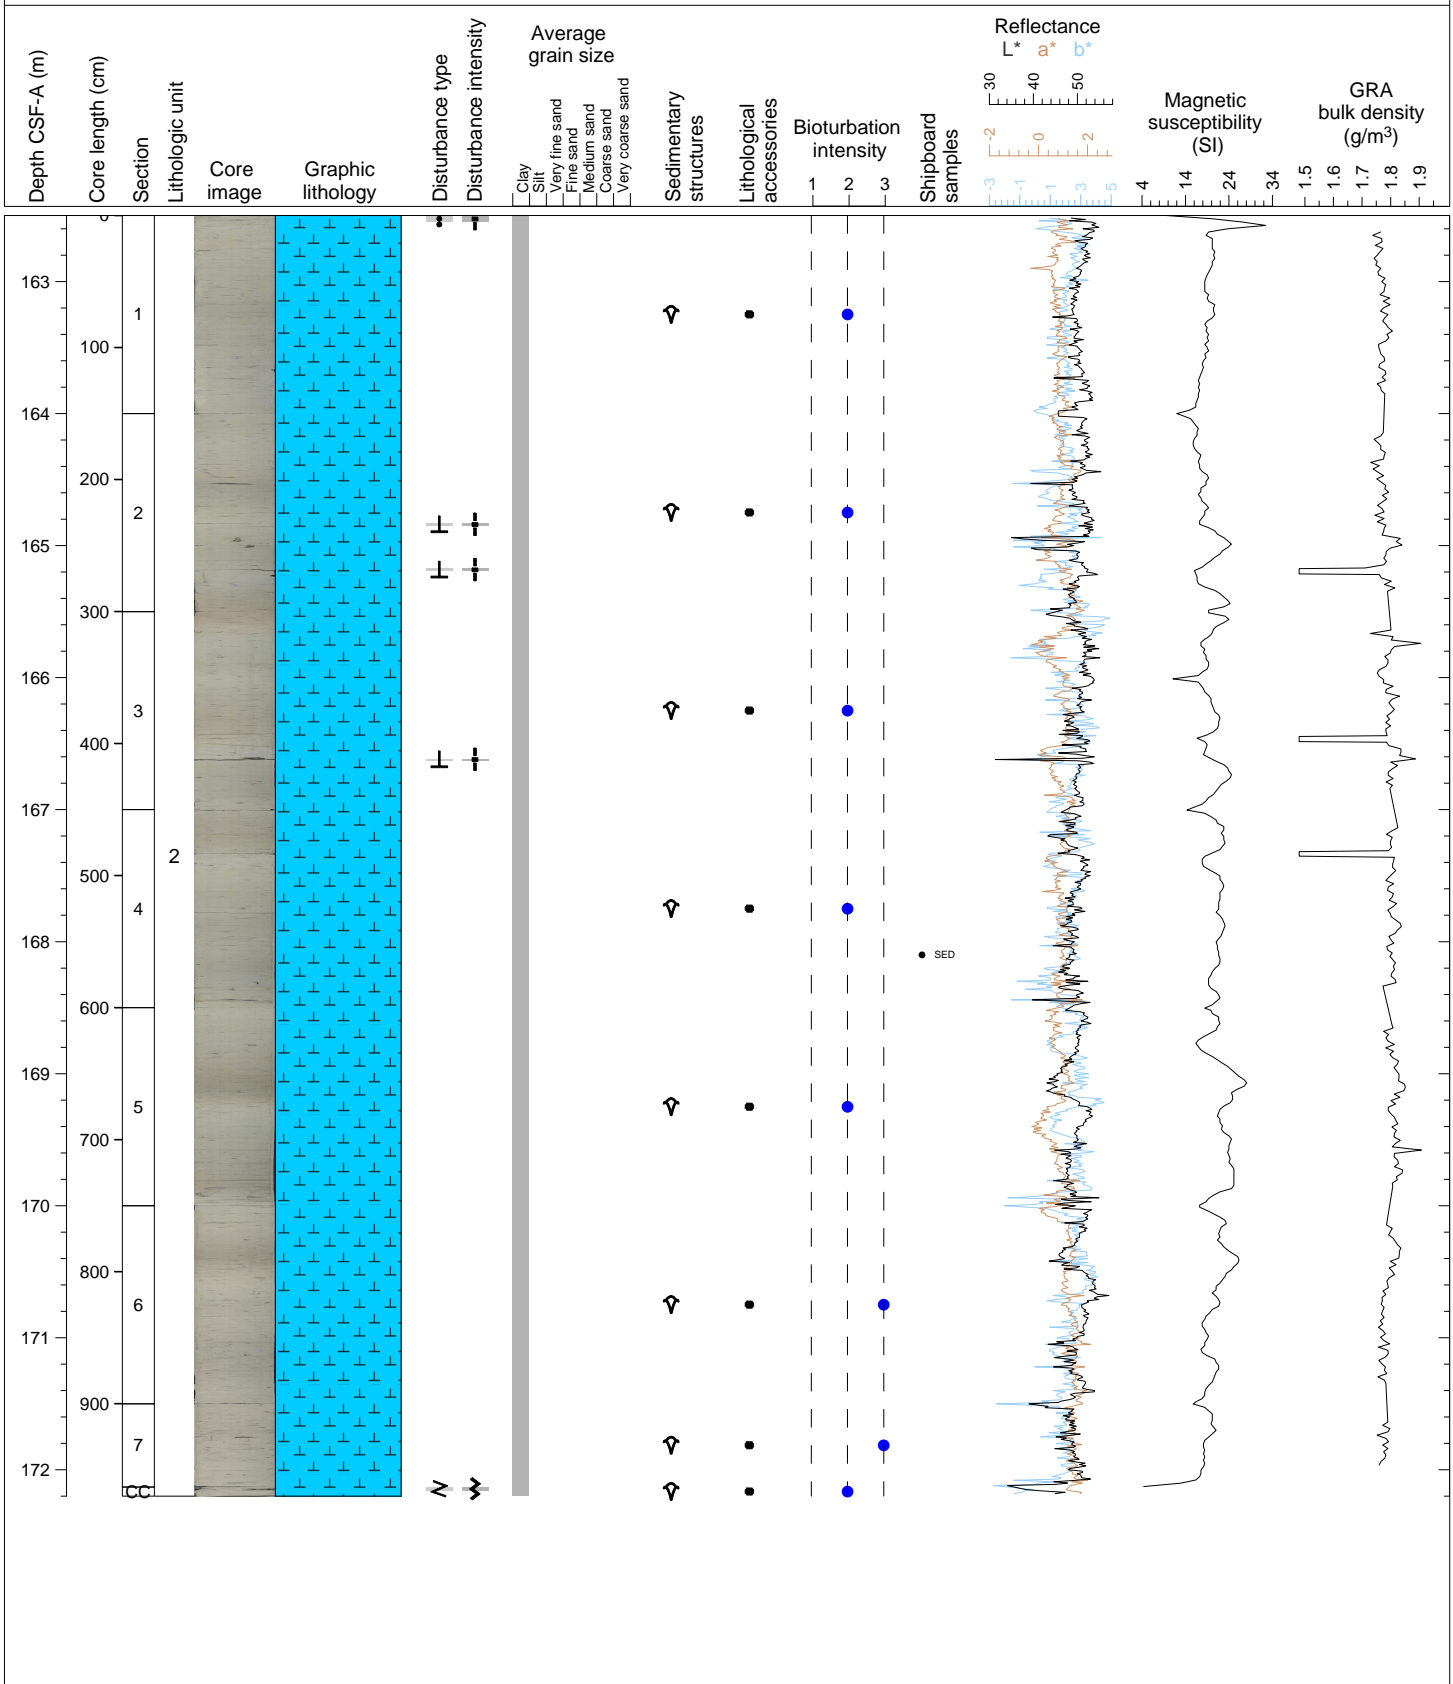 Depth CSF-A (m)
Core length (cm)
Section
Lithologic unit
Core
image
Graphic
lithology
Disturbance type
Disturbance intensity
Average
grain size
Clay
Silt
Very fine sand
Fine sand
Medium sand
Coarse sand
Very coarse sand
Sedimentary
structures
Lithological
accessories
Bioturbation
intensity
1 2 3
Shipboard
samples
Reflectance
L* a* b*
30 40 50
-2 0 2
-3 -1 1 3 5
Magnetic
susceptibility
(SI)
4 14 24 34
GRA
bulk density
(g/m3)
1.5 1.6 1.7 1.8 1.9
0
163
1
100
164
200
2
165
300
166
3
400
167
2
500
4
168
SED
600
169
5
700
170
800
6
171
900
7
172
CC